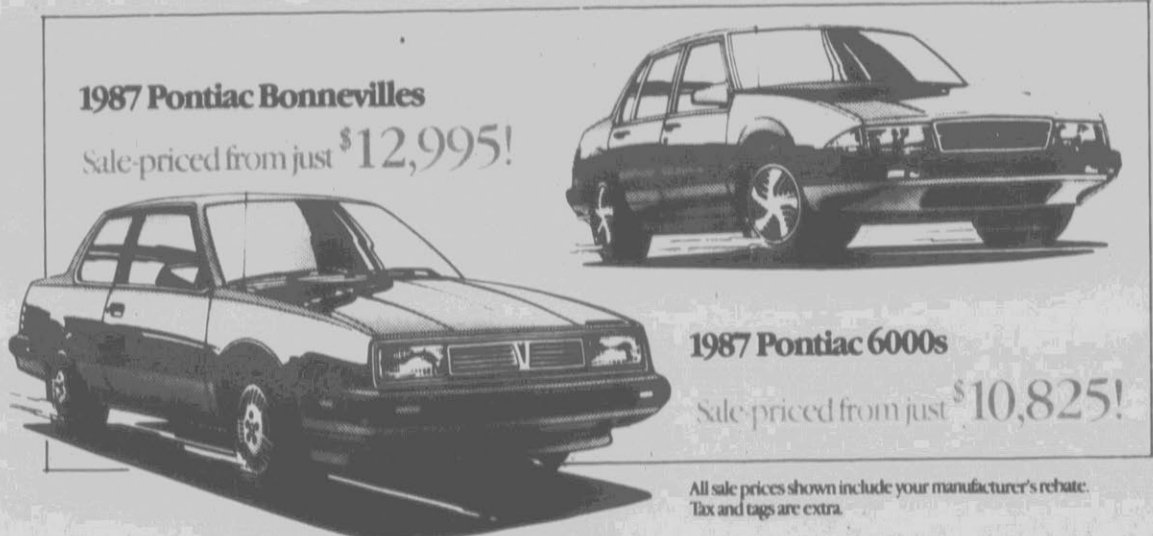 1987 Pontiac Bonnevilles
Sale-priced from just $12,995!
1987 Pontiac 6000s
Sale-priced from just $10,825!
All sale prices shown include your manufacturer's rebate.
Tax and tags are extra.